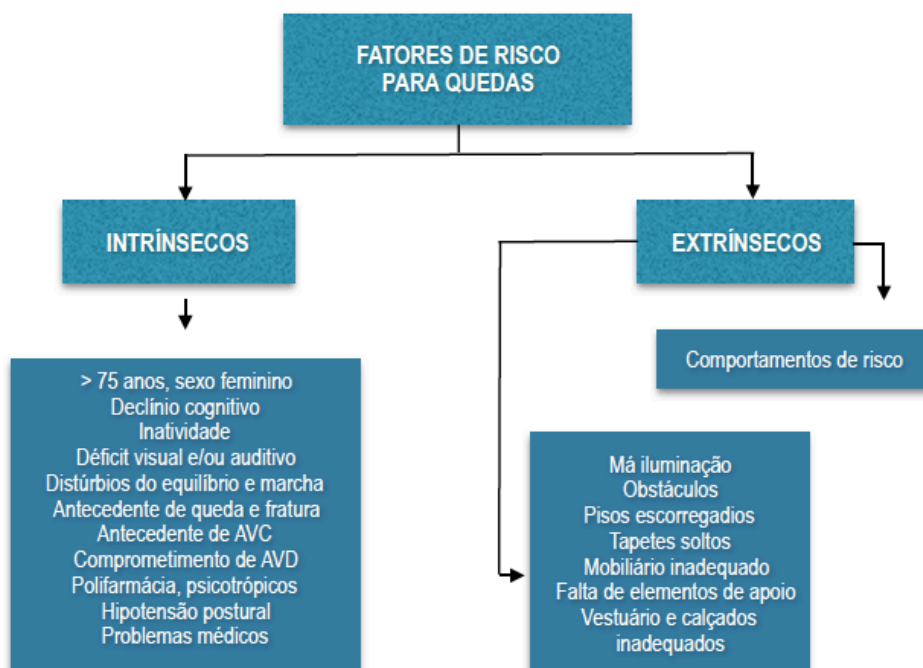 FATORES DE RISCO
PARA QUEDAS
INTRÍNSECOS
EXTRÍNSECOS
> 75 anos, sexo feminino
Declínio cognitivo
Inatividade
Déficit visual e/ou auditivo
Distúrbios do equilíbrio e marcha
Antecedente de queda e fratura
Antecedente de AVC
Comprometimento de AVD
Polifarmácia, psicotrópicos
Hipotensão postural
Problemas médicos
Comportamentos de risco
Má iluminação
Obstáculos
Pisos escorregadios
Tapetes soltos
Mobiliário inadequado
Falta de elementos de apoio
Vestuário e calçados
inadequados